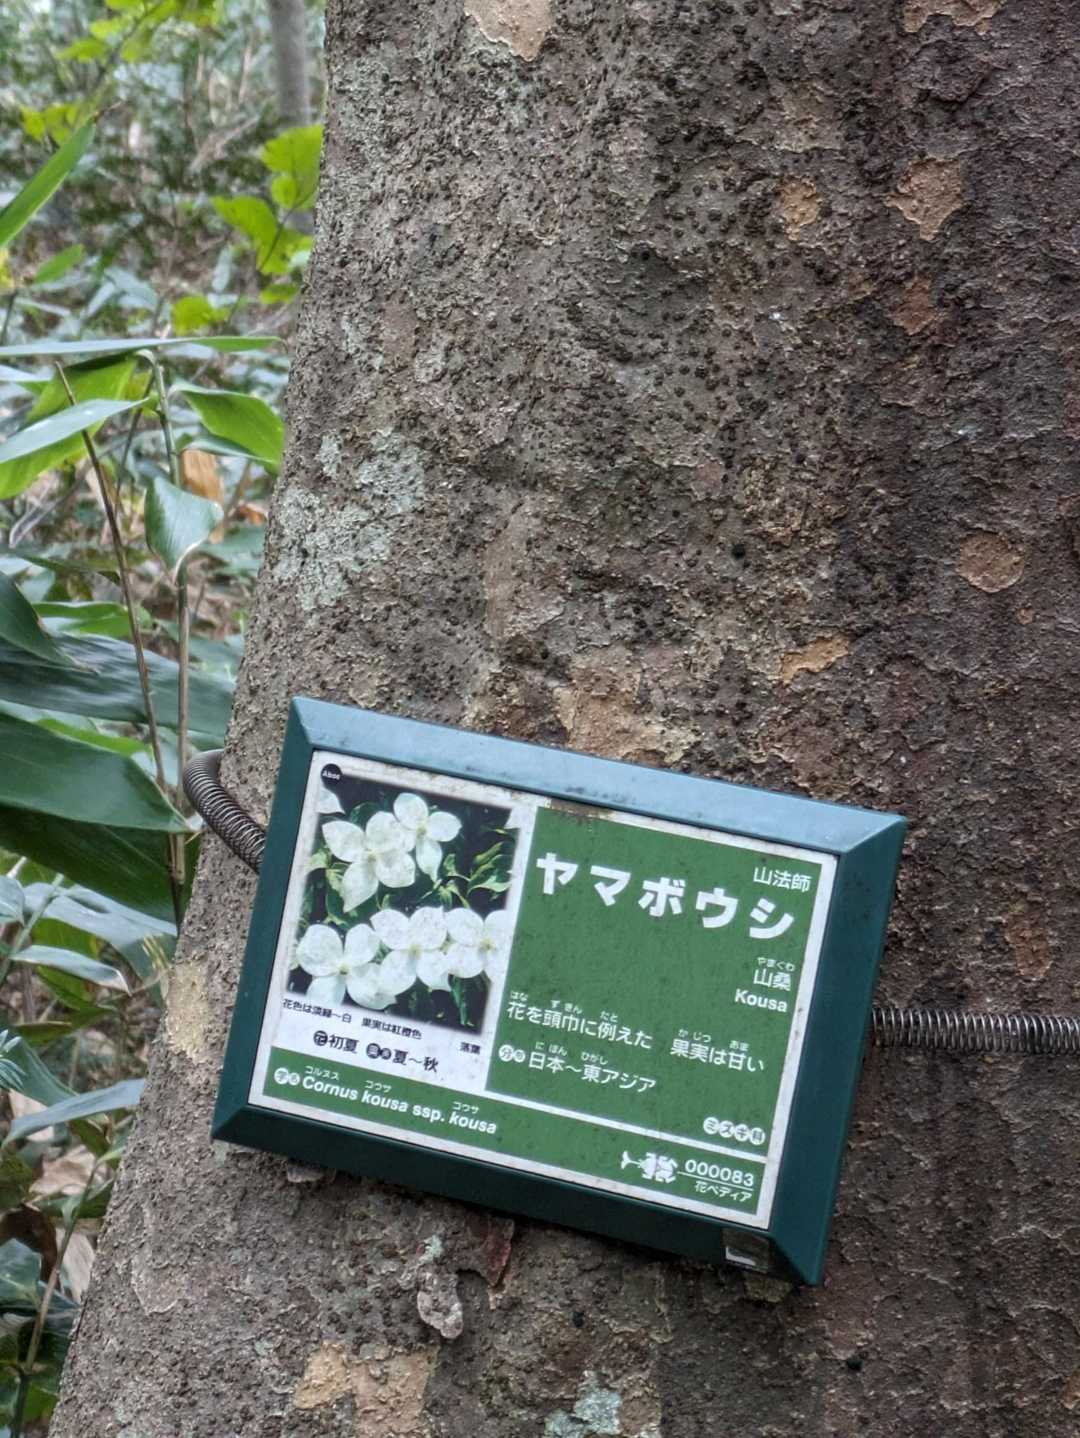 Aboc
山法師
ヤマボウシ
やまぐわ
山桑
Kousa
はな ずきん たと かじつ あま
花を頭巾に例えた 果実は甘い
にほん ひがし
分布 日本～東アジア
花色は淡緑～白 果実は紅橙色
落葉
花 初夏 果実 夏～秋
コルヌス コウサ コウサ
学名 Cornus kousa ssp. kousa
ミズキ科
000083
花ペディア